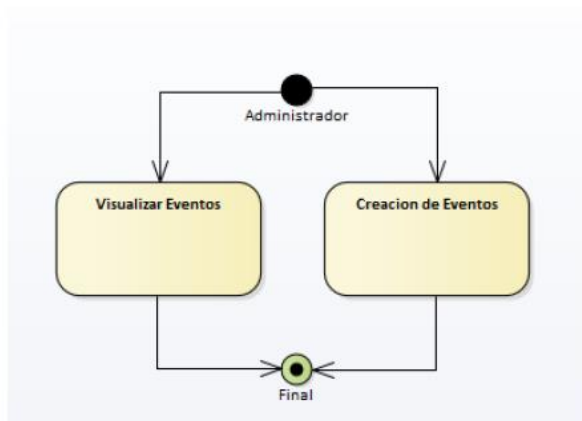 Administrador
Visualizar Eventos
Creacion de Eventos
Final